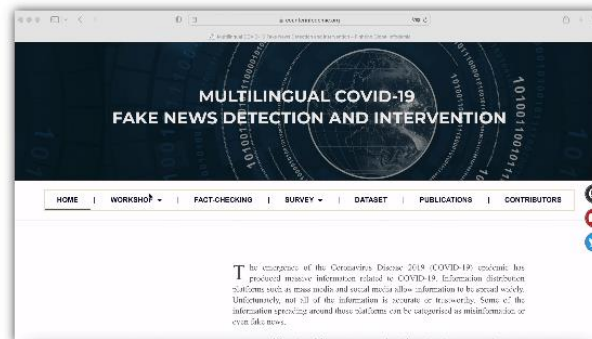 MULTILINGUAL COVID-19
FAKE NEWS DETECTION AND INTERVENTION
HOME | WORKSHOP | FACT-CHECKING | SURVEY | DATASET | PUBLICATIONS | CONTRIBUTORS
The emergence of the Coronavirus Disease 2019 (COVID-19) epidemic has
produced massive information related to COVID-19. Information distribution
platforms such as mass media and social media allow information to be spread widely.
Unfortunately, not all of the information is accurate or trustworthy. Some of the
information spreading around those platforms can be categorised as misinformation or
even fake news.